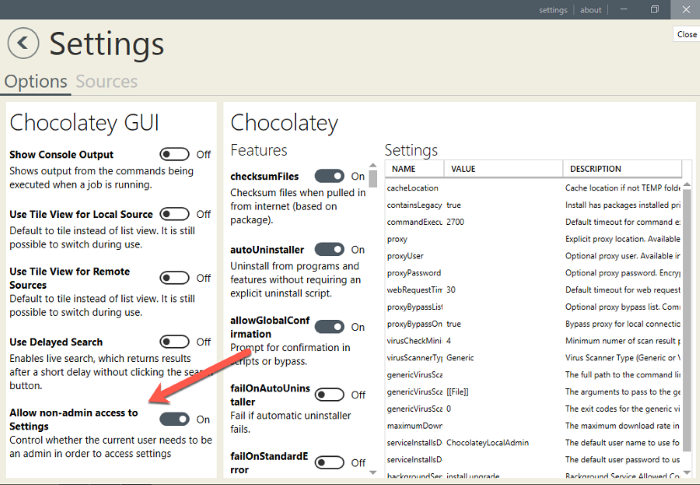 settings about
Close
Settings
Options Sources
Chocolatey GUI
Show Console Output Off
Shows output from the commands being
executed when a job is running.
Use Tile View for Local Source Off
Default to tile instead of list view. It is still
possible to switch during use.
Use Tile View for Remote
Sources Off
Default to tile instead of list view. It is still
possible to switch during use.
Use Delayed Search Off
Enables live search, which returns results
after a short delay without clicking the
button.
Allow non-admin access to
Settings On
Control whether the current user needs to be
an admin in order to access settings
Chocolatey
Features
checksumFiles On
Checksum files when pulled in
from internet (based on
package).
autoUninstaller On
Uninstall from programs and
features without requiring an
explicit uninstall script.
allowGlobalConf
irmation On
Prompt for confirmation in
scripts or bypass.
failOnAutoUnins
taller Off
Fail if automatic uninstaller
fails.
failOnStandardE
rror Off
Settings
NAME VALUE DESCRIPTION
cacheLocation Cache location if not TEMP folde
containsLegacy true Install has packages installed pri
commandExecu 2700 Default timeout for command e
proxy Explicit proxy location. Available
proxyUser Optional proxy user. Available in
proxyPassword Optional proxy password. Encryp
webRequestTim 30 Default timeout for web request
proxyBypassList Optional proxy bypass list. Comm
proxyBypassOn true Bypass proxy for local connectio
virusCheckMini 4 Minimum numer of scan result p
virusScannerTyp Generic Virus Scanner Type (Generic or V
genericVirusSca The full path to the command lin
genericVirusSca [[File]] The arguments to pass to the ge
genericVirusSca 0 The exit codes for the generic vi
maximumDowr The maximum download rate in
serviceInstallsD ChocolateyLocalAdmin The default user name to use fo
serviceInstallsD The default user password to us
backgroundServ install,upgrade Background Service Allowed Co